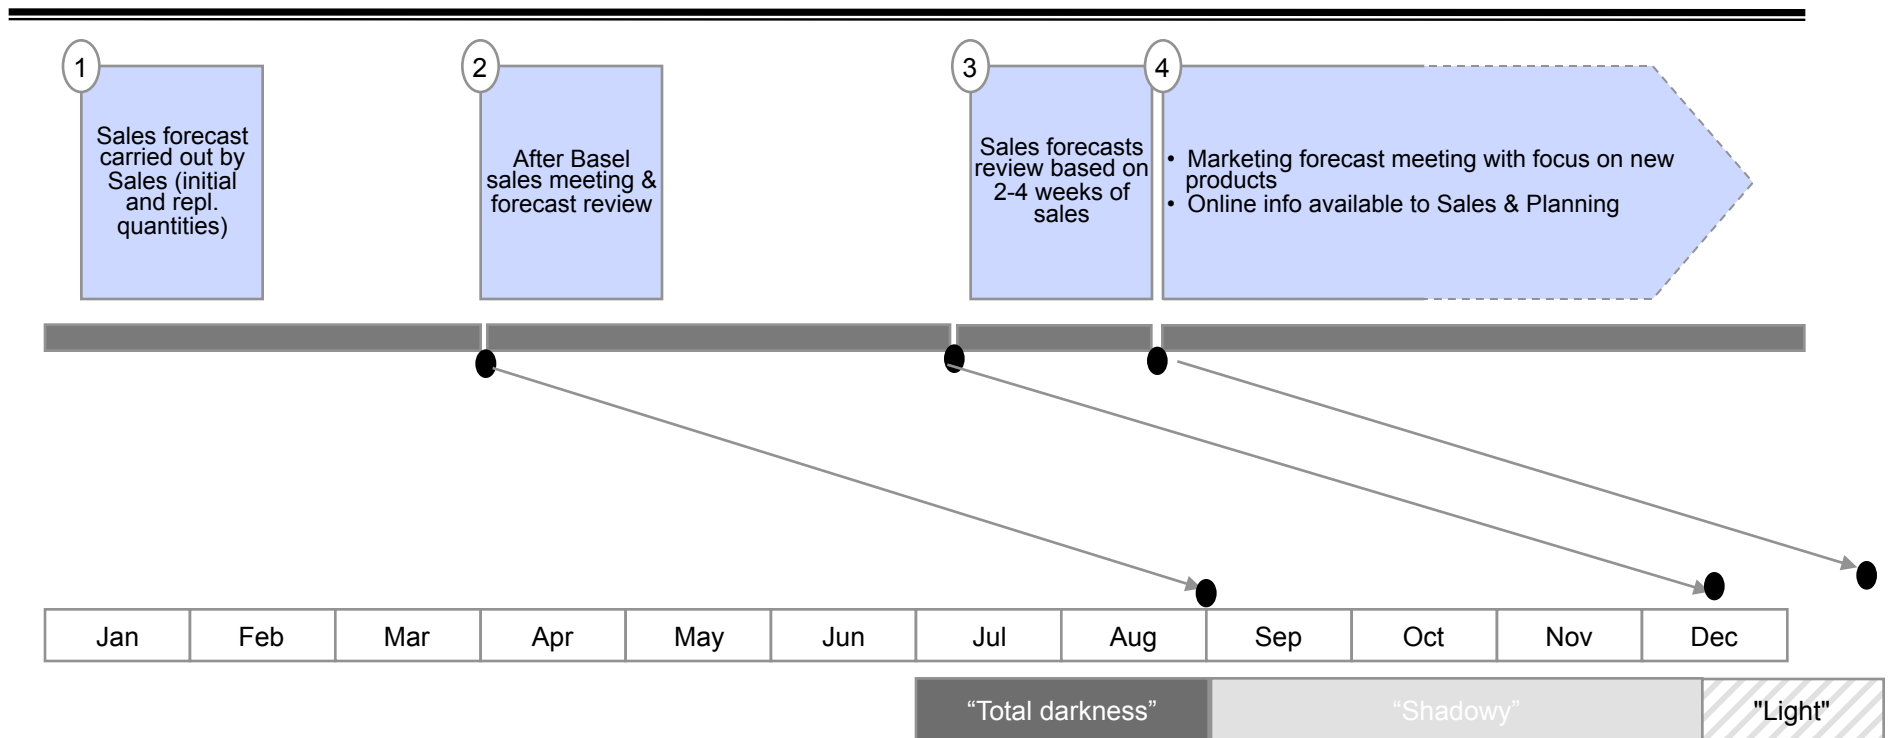 1
2
3
4
Sales forecast
carried out by
Sales (initial
and repl.
quantities)
After Basel
sales meeting &
forecast review
Sales forecasts
review based on
2-4 weeks of
sales
• Marketing forecast meeting with focus on new
products
• Online info available to Sales & Planning
Jan Feb Mar Apr May Jun Jul Aug Sep Oct Nov Dec
“Total darkness” “Shadowy” "Light"